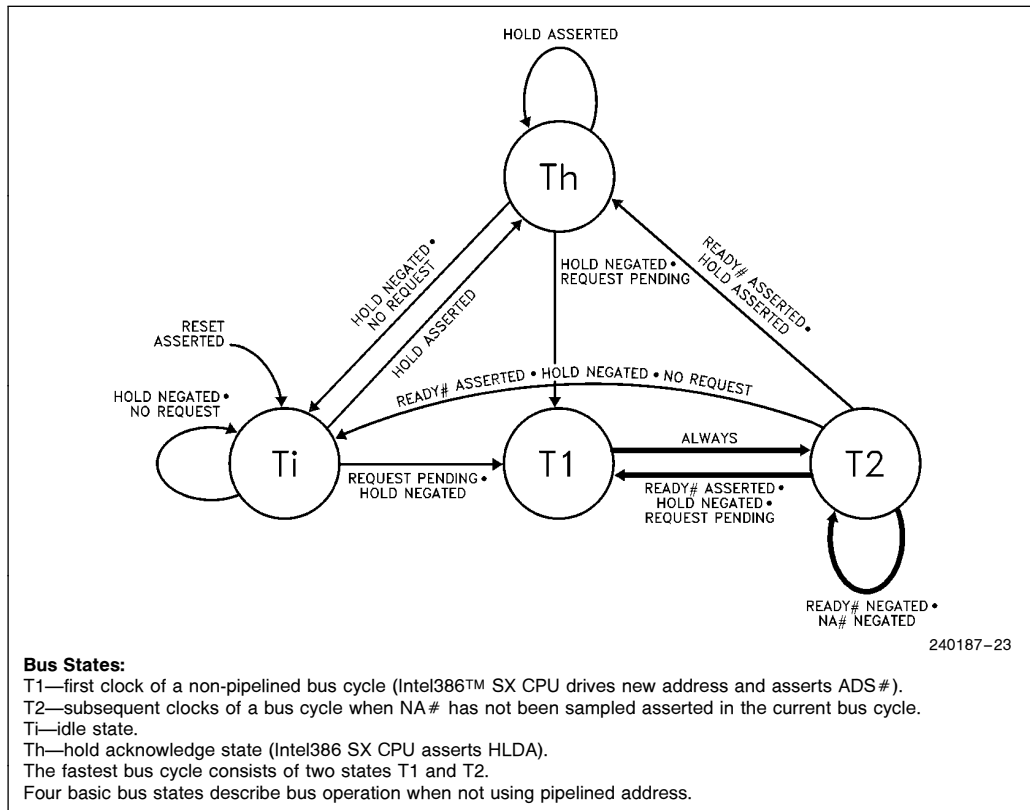 HOLD ASSERTED
Th
HOLD NEGATED •
NO REQUEST
HOLD ASSERTED
HOLD NEGATED •
REQUEST PENDING
READY# ASSERTED •
HOLD ASSERTED
RESET
ASSERTED
READY# ASSERTED • HOLD NEGATED • NO REQUEST
HOLD NEGATED •
NO REQUEST
Ti
REQUEST PENDING •
HOLD NEGATED
T1
ALWAYS
READY# ASSERTED •
HOLD NEGATED •
REQUEST PENDING
T2
READY# NEGATED •
NA# NEGATED
240187–23
Bus States:
T1—first clock of a non-pipelined bus cycle (Intel386™ SX CPU drives new address and asserts ADS#).
T2—subsequent clocks of a bus cycle when NA# has not been sampled asserted in the current bus cycle.
Ti—idle state.
Th—hold acknowledge state (Intel386 SX CPU asserts HLDA).
The fastest bus cycle consists of two states T1 and T2.
Four basic bus states describe bus operation when not using pipelined address.